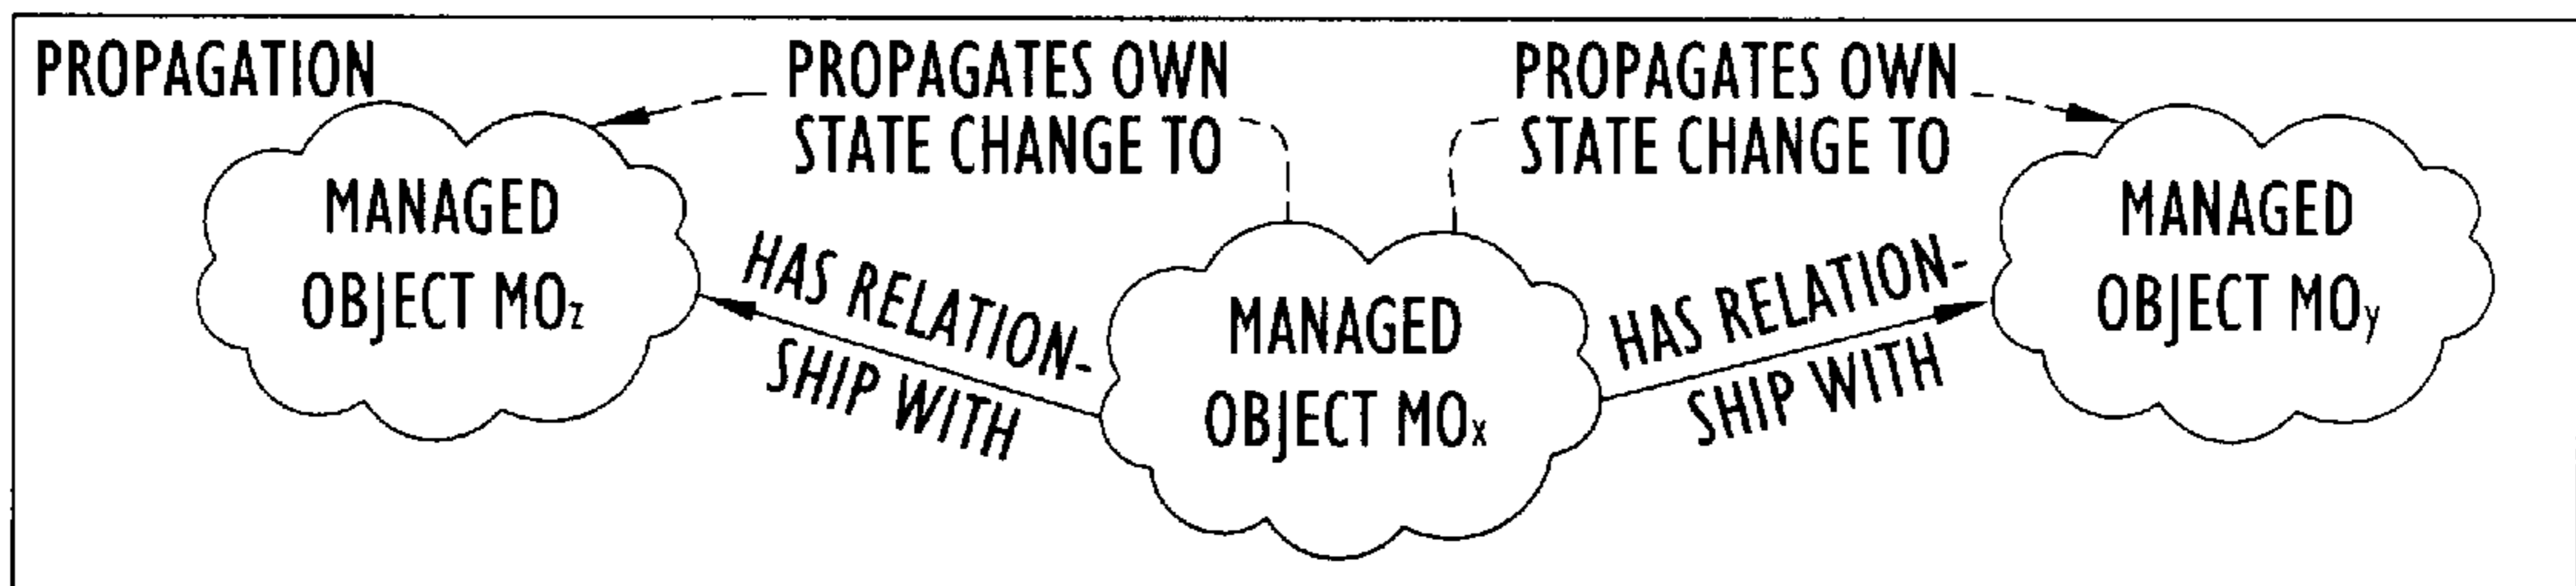 PROPAGATION
PROPAGATES OWN
STATE CHANGE TO
PROPAGATES OWN
STATE CHANGE TO
MANAGED
OBJECT MOz
HAS RELATION-
SHIP WITH
MANAGED
OBJECT MOx
HAS RELATION-
SHIP WITH
MANAGED
OBJECT MOy